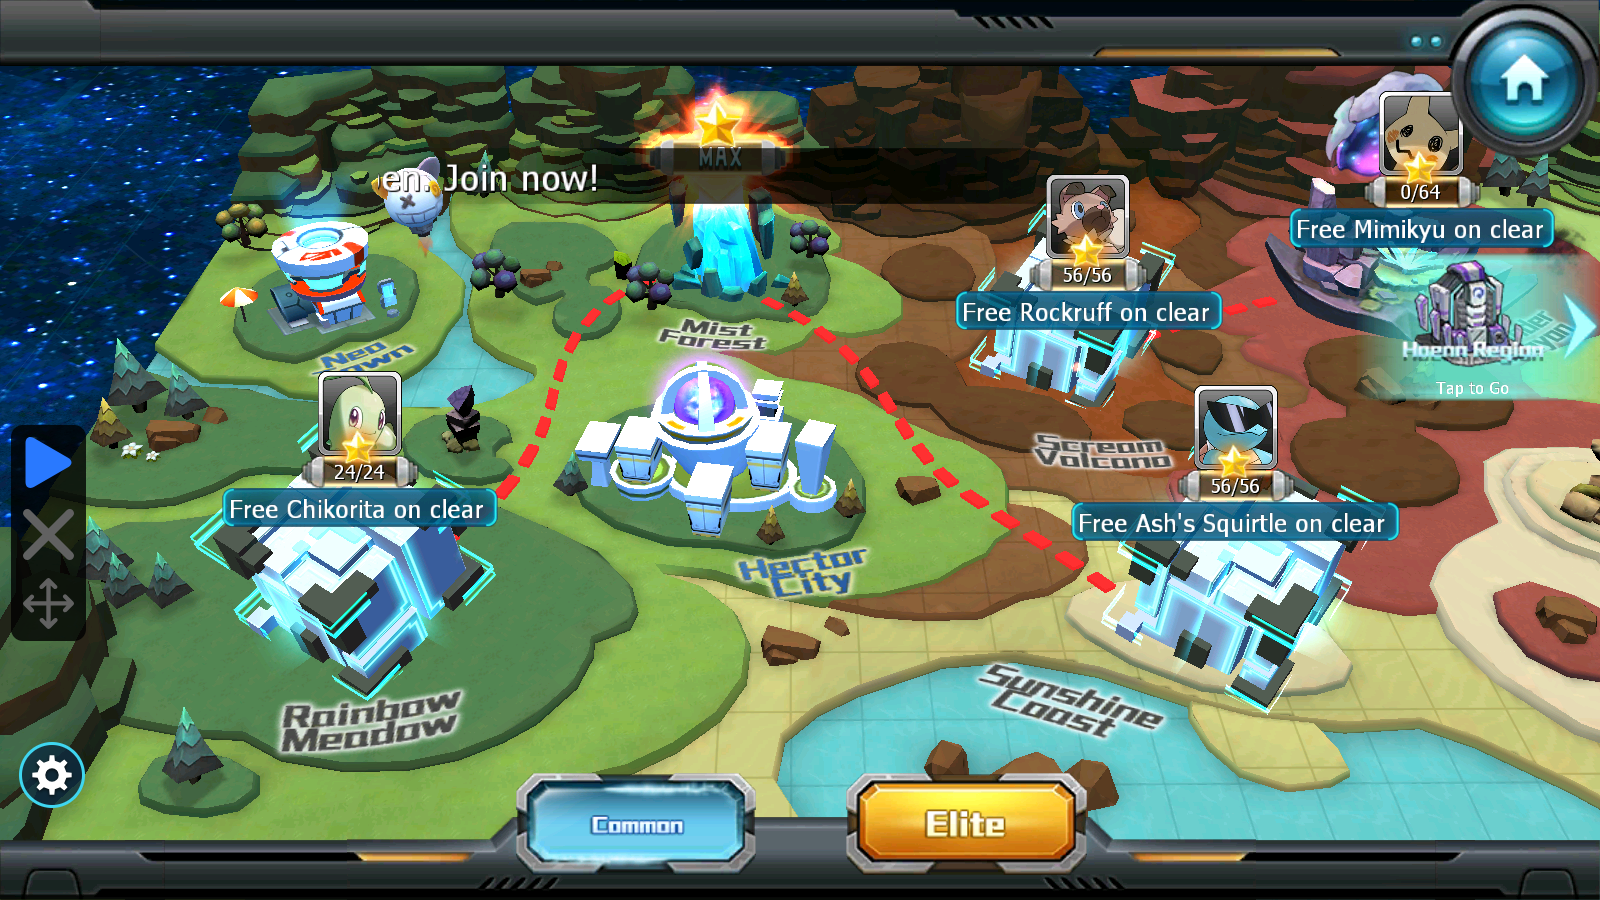 MAX
en. Join now!
0/64
Free Mimikyu on clear
56/56
Free Rockruff on clear
Mist
Forest
Neo
Town
Hoenn Region
Tap to Go
24/24
Free Chikorita on clear
Scream
Volcano
56/56
Free Ash's Squirtle on clear
Hector
City
Rainbow
Meadow
Sunshine
Coast
Common
Elite